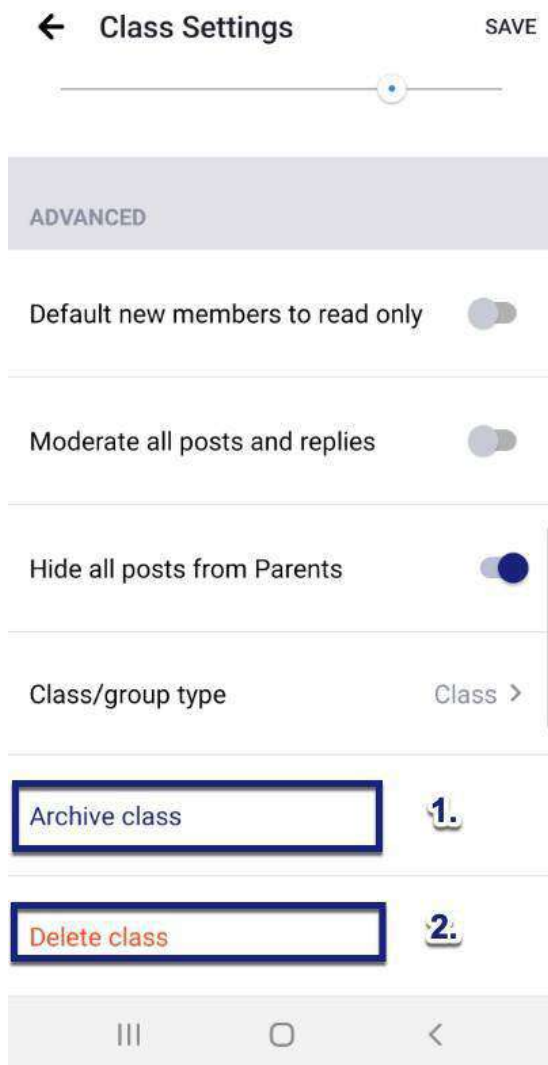 Class Settings SAVE
ADVANCED
Default new members to read only
Moderate all posts and replies
Hide all posts from Parents
Class/group type Class >
Archive class 1.
Delete class 2.